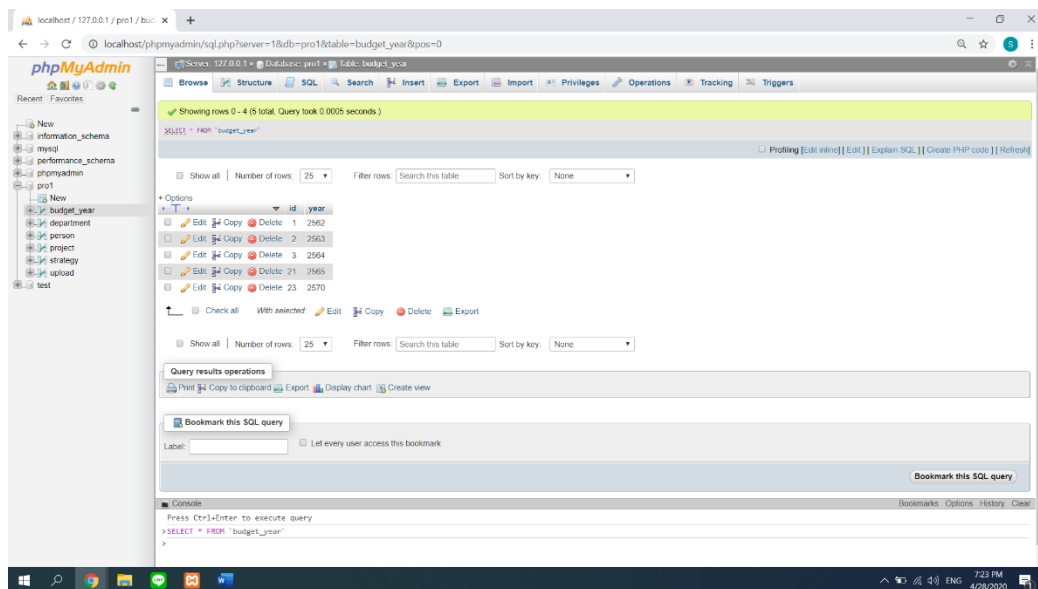 localhost / 127.0.0.1 / pro1 / bud
localhost/phpmyadmin/sql.php?server=1&db=pro1&table=budget_year&pos=0
S
phpMyAdmin
Recent Favorites
New
information_schema
mysql
performance_schema
phpmyadmin
pro1
New
budget_year
department
person
project
strategy
upload
test
Server: 127.0.0.1 » Database: pro1 » Table: budget_year
Browse Structure SQL Search Insert Export Import Privileges Operations Tracking Triggers
Showing rows 0 - 4 (5 total, Query took 0.0005 seconds.)
SELECT * FROM `budget_year`
Profiling [Edit inline] [ Edit ] [ Explain SQL ] [ Create PHP code ] [ Refresh]
Show all | Number of rows: 25 Filter rows: Search this table Sort by key: None
+ Options
← T → id year
Edit Copy Delete 1 2562
Edit Copy Delete 2 2563
Edit Copy Delete 3 2564
Edit Copy Delete 21 2565
Edit Copy Delete 23 2570
Check all With selected: Edit Copy Delete Export
Show all | Number of rows: 25 Filter rows: Search this table Sort by key: None
Query results operations
Print Copy to clipboard Export Display chart Create view
Bookmark this SQL query
Label: Let every user access this bookmark
Bookmark this SQL query
Console Bookmarks Options History Clear
Press Ctrl+Enter to execute query
>SELECT * FROM `budget_year`
>
ENG 7:23 PM
4/28/2020